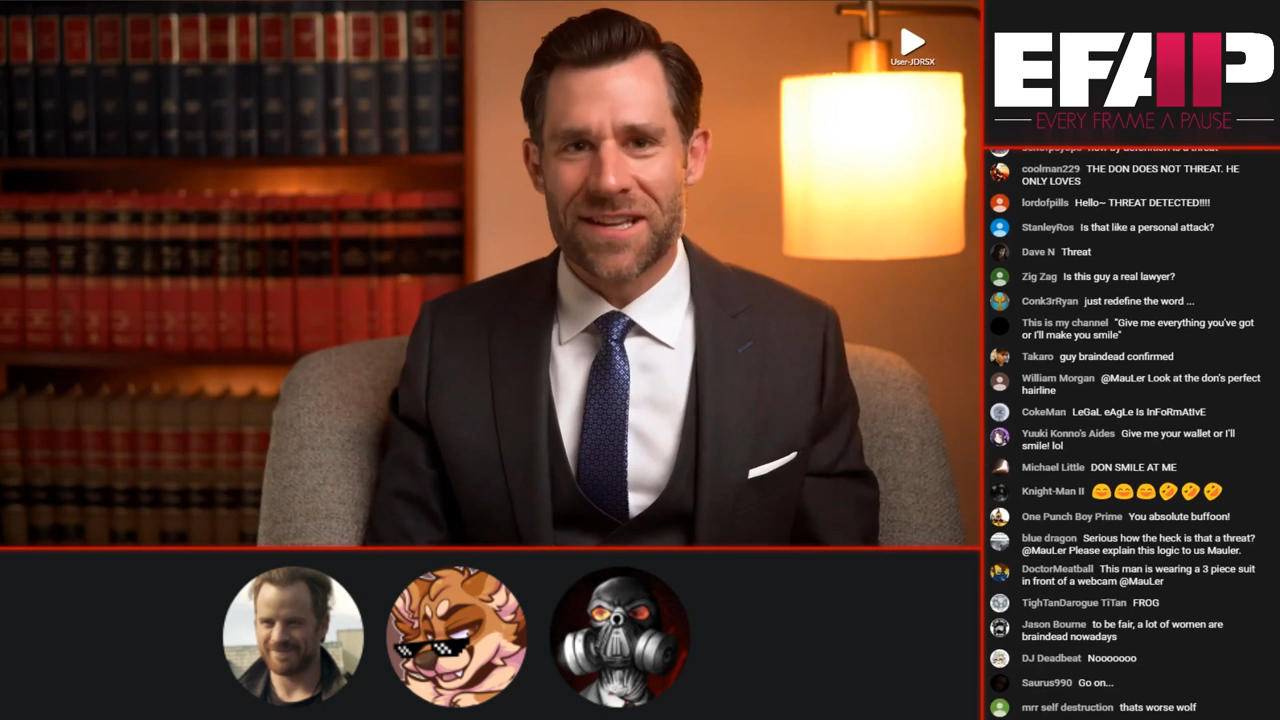 User-JDRSX
EFAP
EVERY FRAME A PAUSE
coolman229 THE DON DOES NOT THREAT. HE
ONLY LOVES
lordofpills Hello~ THREAT DETECTED!!!!
StanleyRos Is that like a personal attack?
Dave N Threat
Zig Zag Is this guy a real lawyer?
Conk3rRyan just redefine the word ...
This is my channel "Give me everything you've got
or I'll make you smile"
Takaro guy braindead confirmed
William Morgan @MauLer Look at the don's perfect
hairline
CokeMan LeGaL eAgLe Is InFoRmAtIvE
Yuuki Konno's Aides Give me your wallet or I'll
smile! lol
Michael Little DON SMILE AT ME
Knight-Man II 😊😊😊🤣🤣🤣
One Punch Boy Prime You absolute buffoon!
blue dragon Serious how the heck is that a threat?
@MauLer Please explain this logic to us Mauler.
DoctorMeatball This man is wearing a 3 piece suit
in front of a webcam @MauLer
TighTanDarogue TiTan FROG
Jason Bourne to be fair, a lot of women are
braindead nowadays
DJ Deadbeat Nooooooo
Saurus990 Go on...
mrr self destruction thats worse wolf